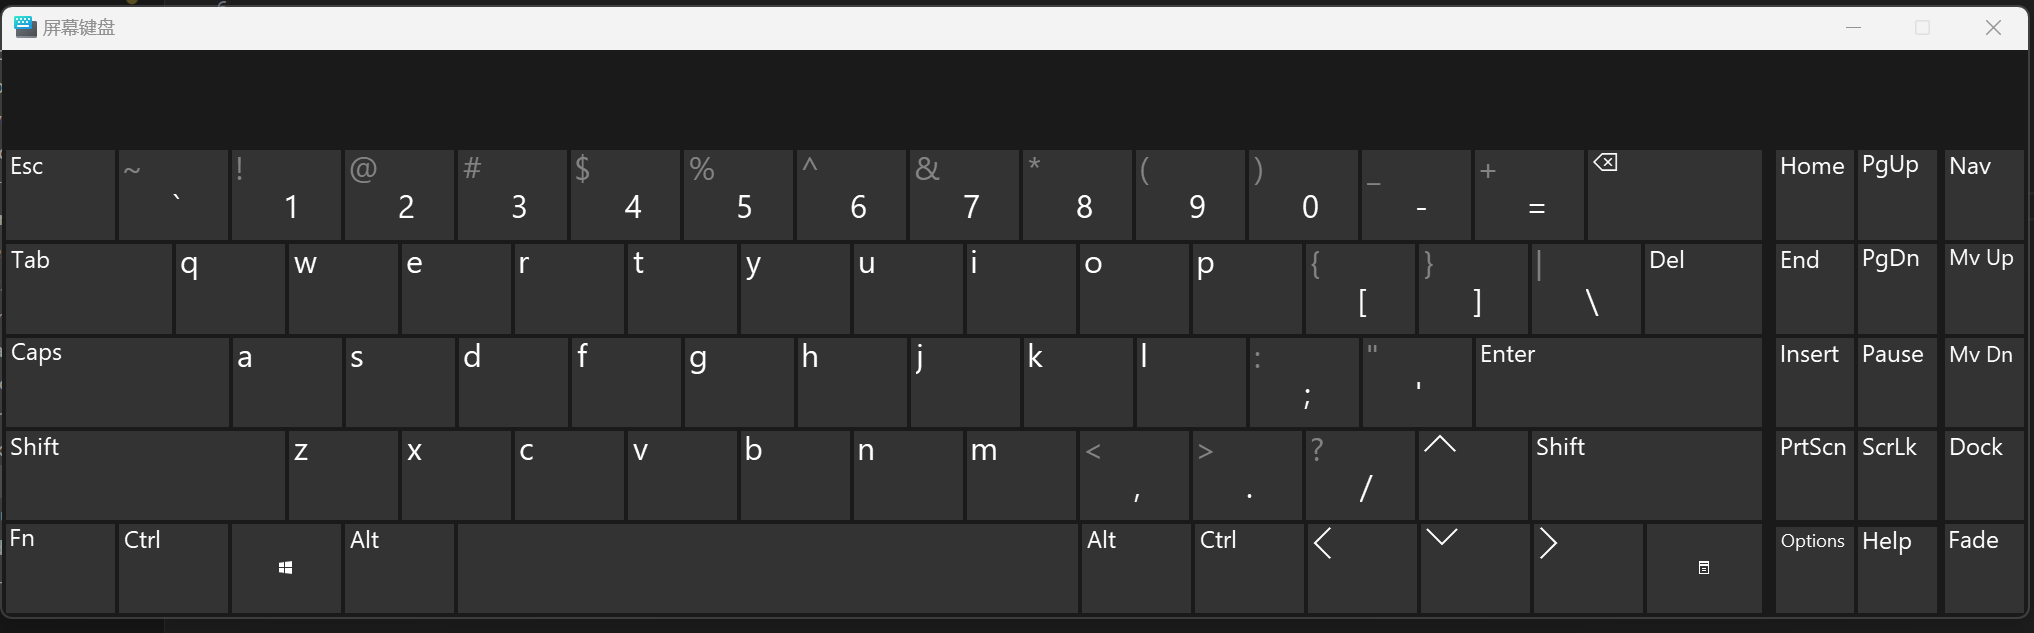 屏幕键盘
Esc ~ ` ! 1 @ 2 # 3 $ 4 % 5 ^ 6 & 7 * 8 ( 9 ) 0 _ - + = Home PgUp Nav
Tab q w e r t y u i o p { [ } ] | \ Del End PgDn Mv Up
Caps a s d f g h j k l : ; " ' Enter Insert Pause Mv Dn
Shift z x c v b n m < , > . ? / Shift PrtScn ScrLk Dock
Fn Ctrl Alt Alt Ctrl Options Help Fade